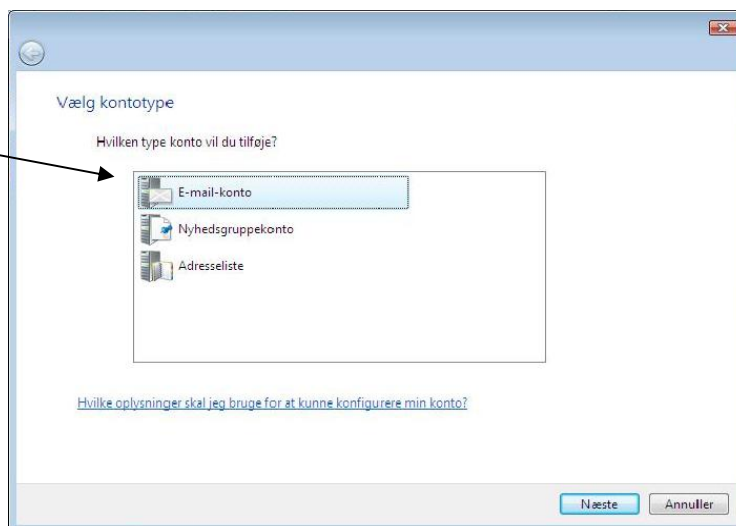 Vælg kontotype
Hvilken type konto vil du tilføje?
E-mail-konto
Nyhedsgruppekonto
Adresseliste
Hvilke oplysninger skal jeg bruge for at kunne konfigurere min konto?
Næste
Annuller